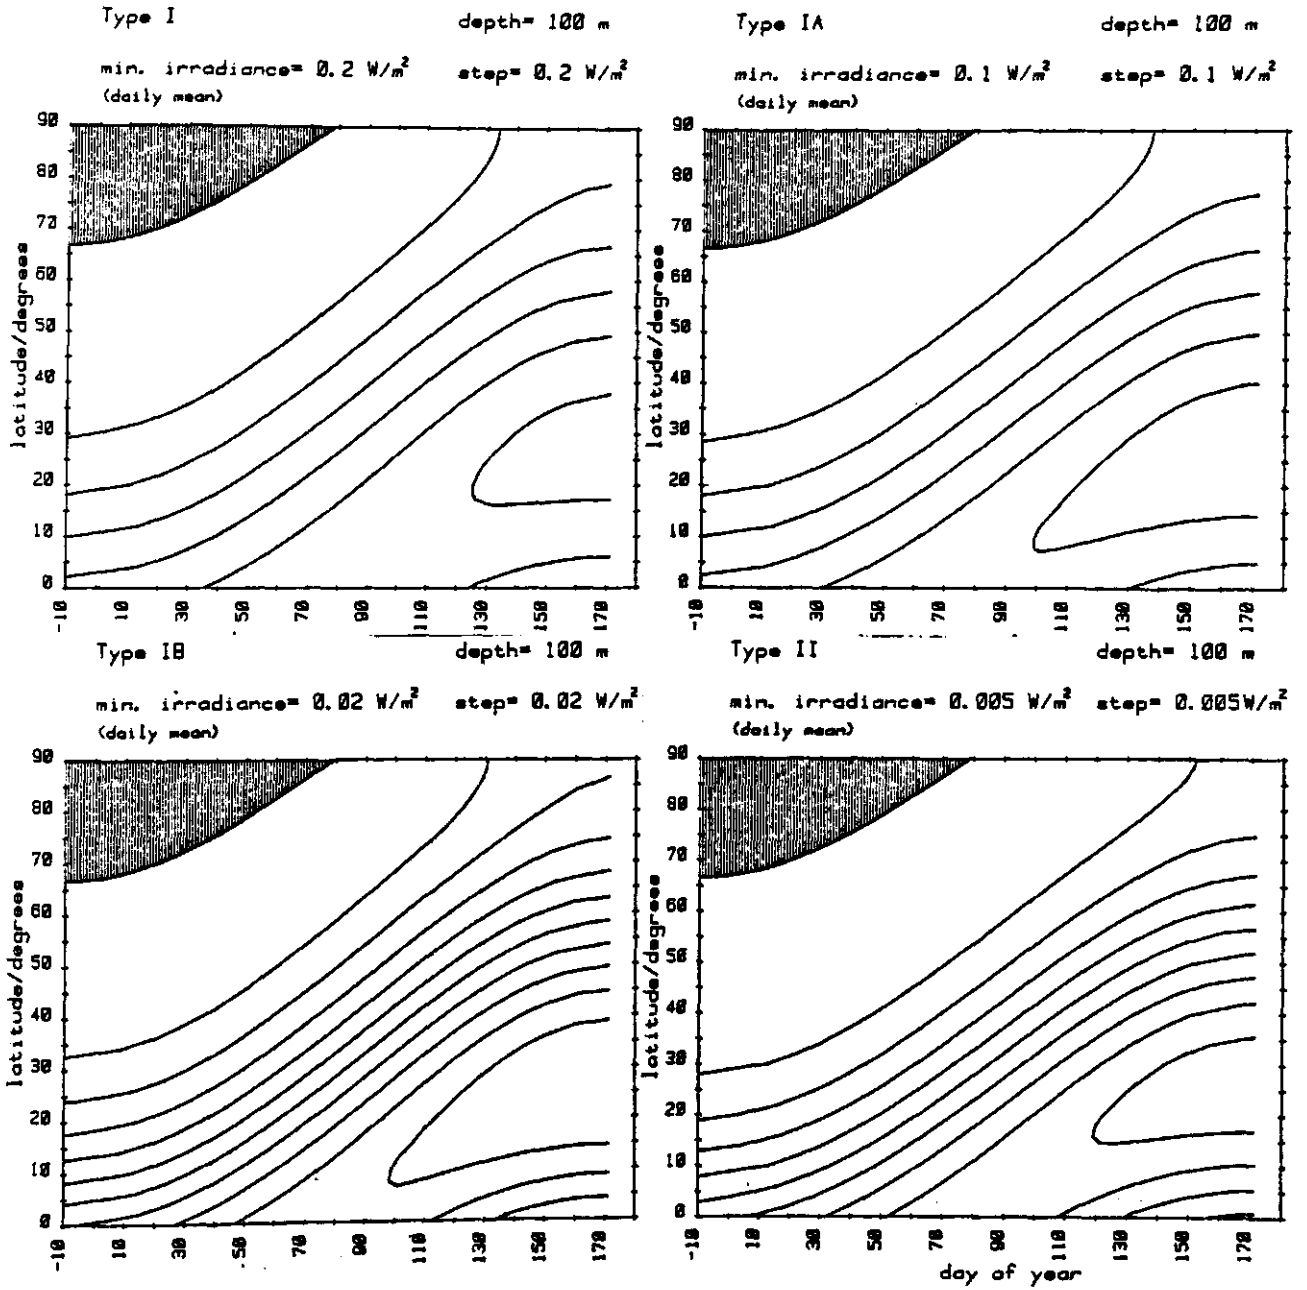 Type I depth= 100 m
min. irradiance= 0.2 W/m² step= 0.2 W/m²
(daily mean)
90
80
70
60
50
40
30
20
10
0
latitude/degrees
-10 10 30 50 70 90 110 130 150 170
Type IA depth= 100 m
min. irradiance= 0.1 W/m² step= 0.1 W/m²
(daily mean)
90
80
70
60
50
40
30
20
10
0
latitude/degrees
-10 10 30 50 70 90 110 130 150 170
Type IB depth= 100 m
min. irradiance= 0.02 W/m² step= 0.02 W/m²
(daily mean)
90
80
70
60
50
40
30
20
10
0
latitude/degrees
-10 10 30 50 70 90 110 130 150 170
Type II depth= 100 m
min. irradiance= 0.005 W/m² step= 0.005W/m²
(daily mean)
90
80
70
60
50
40
30
20
10
0
latitude/degrees
-10 10 30 50 70 90 110 130 150 170
day of year